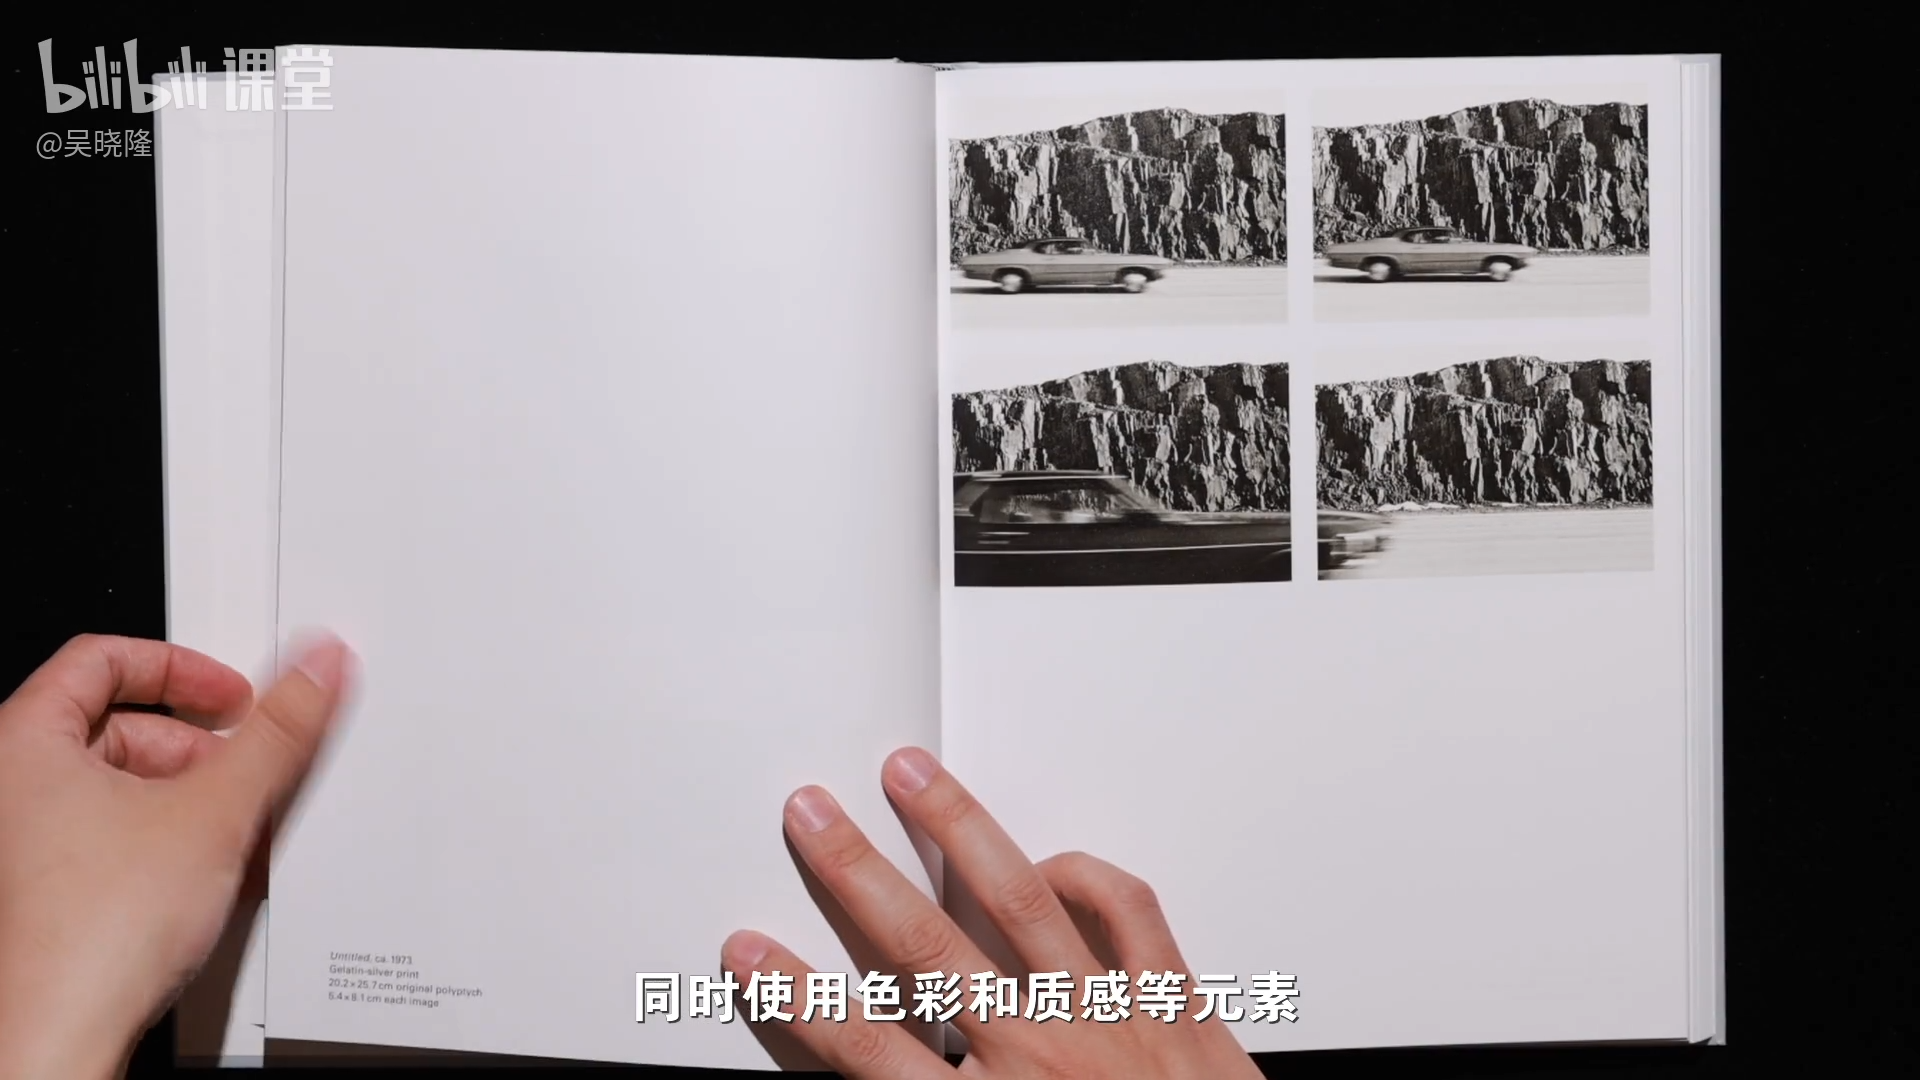 bilibili 课堂
@吴晓隆
Untitled, ca. 1973
Gelatin-silver print
20.2 x 25.7 cm original polyptych
5.4 x 8.1 cm each image
同时使用色彩和质感等元素